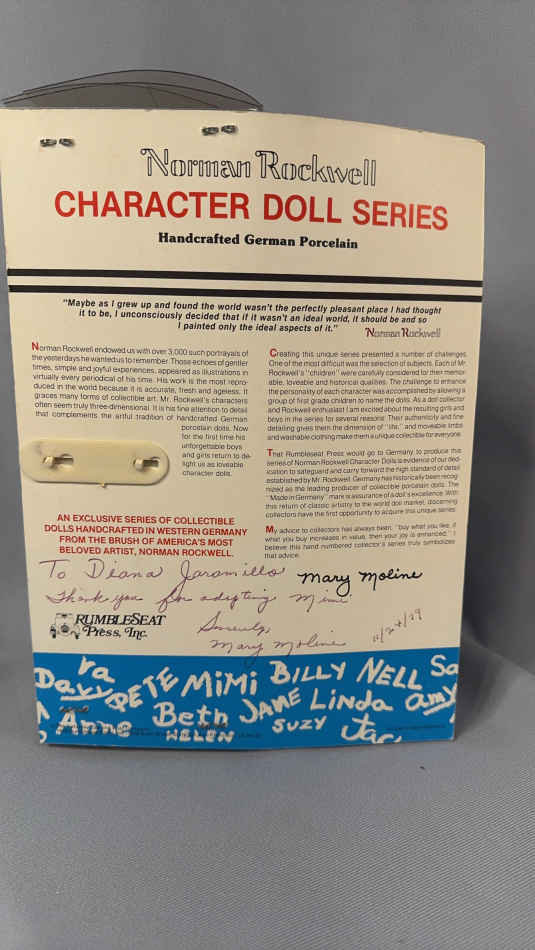 Norman Rockwell
CHARACTER DOLL SERIES
Handcrafted German Porcelain
"Maybe as I grew up and found the world wasn't the perfectly pleasant place I had thought
it to be, I unconsciously decided that if it wasn't an ideal world, it should be and so
I painted only the ideal aspects of it."
Norman Rockwell
Norman Rockwell endowed us with over 3,000 such portrayals of
the yesterdays he wanted us to remember. Those echoes of gentler
times, simple and joyful experiences, appeared as illustrations in
virtually every periodical of his time. His work is the most repro-
duced in the world because it is accurate, fresh and ageless. It
graces many forms of collectible art. Mr. Rockwell's characters
often seem truly three-dimensional. It is his fine attention to detail
that complements the artful tradition of handcrafted German
porcelain dolls. Now
for the first time his
unforgettable boys
and girls return to de-
light us as loveable
character dolls.
AN EXCLUSIVE SERIES OF COLLECTIBLE
DOLLS HANDCRAFTED IN WESTERN GERMANY
FROM THE BRUSH OF AMERICA'S MOST
BELOVED ARTIST, NORMAN ROCKWELL.
Creating this unique series presented a number of challenges.
One of the most difficult was the selection of subjects. Each of Mr.
Rockwell's "children" were carefully considered for their memor-
able, loveable and historical qualities. The challenge to enhance
the personality of each character was accomplished by allowing a
group of first grade children to name the dolls. As a doll collector
and Rockwell enthusiast I am excited about the resulting girls and
boys in the series for several reasons: Their authenticity and fine
detailing gives them the dimension of "life," and moveable limbs
and washable clothing make them a unique collectible for everyone.
That Rumbleseat Press would go to Germany to produce this
series of Norman Rockwell Character Dolls is evidence of our ded-
ication to safeguard and carry forward the high standard of detail
established by Mr. Rockwell. Germany has historically been recog-
nized as the leading producer of collectible porcelain dolls. The
"Made in Germany" mark is assurance of a doll's excellence. With
this return of classic artistry to the world doll market, discerning
collectors have the first opportunity to acquire this unique series.
My advice to collectors has always been, "buy what you like, if
what you buy increases in value, then your joy is enhanced." I
believe this hand numbered collector's series truly symbolizes
that advice.
To Diana Jaramillo
Mary Moline
Thank you for adopting Mimi
Sincerely,
Mary Moline
11/24/79
RUMBLESEAT
Press, Inc.
ra
Davy
PETE
MiMi
BILLY
NELL
Sa
Anne
Beth
JAME
Linda
amy
HELEN
SUZY
Jac